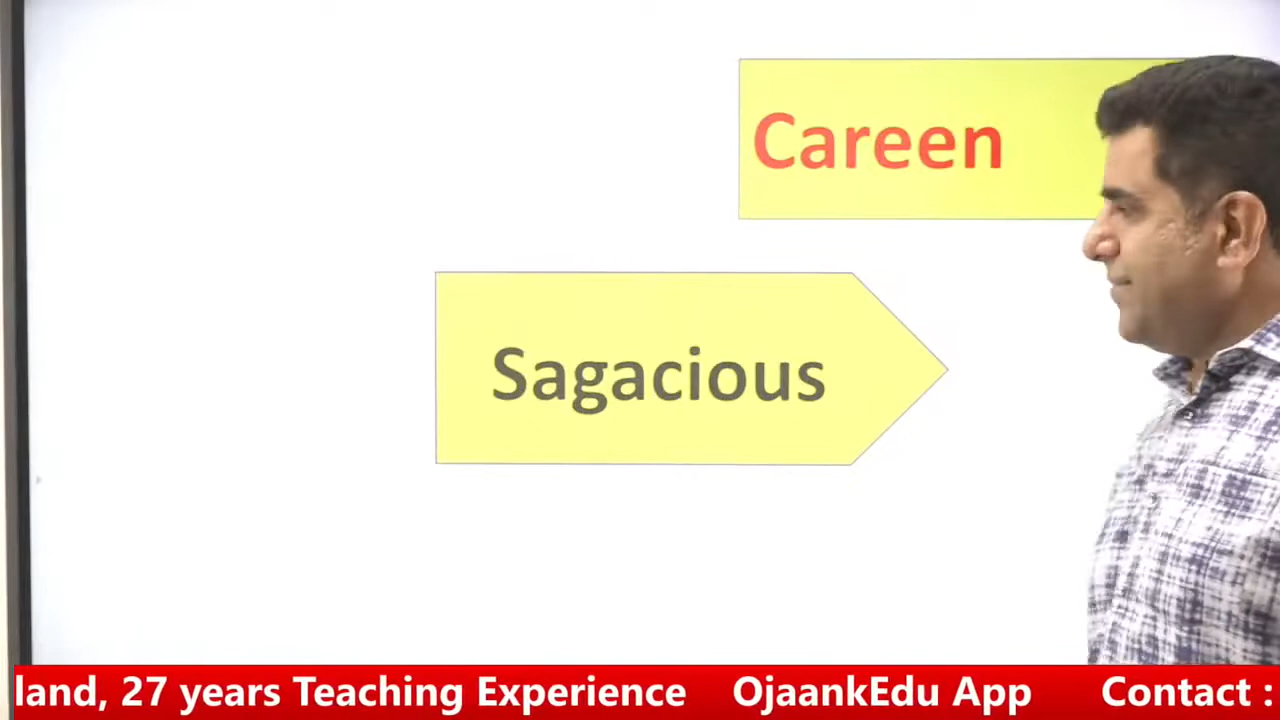 Careen
Sagacious
land, 27 years Teaching Experience OjaankEdu App Contact :